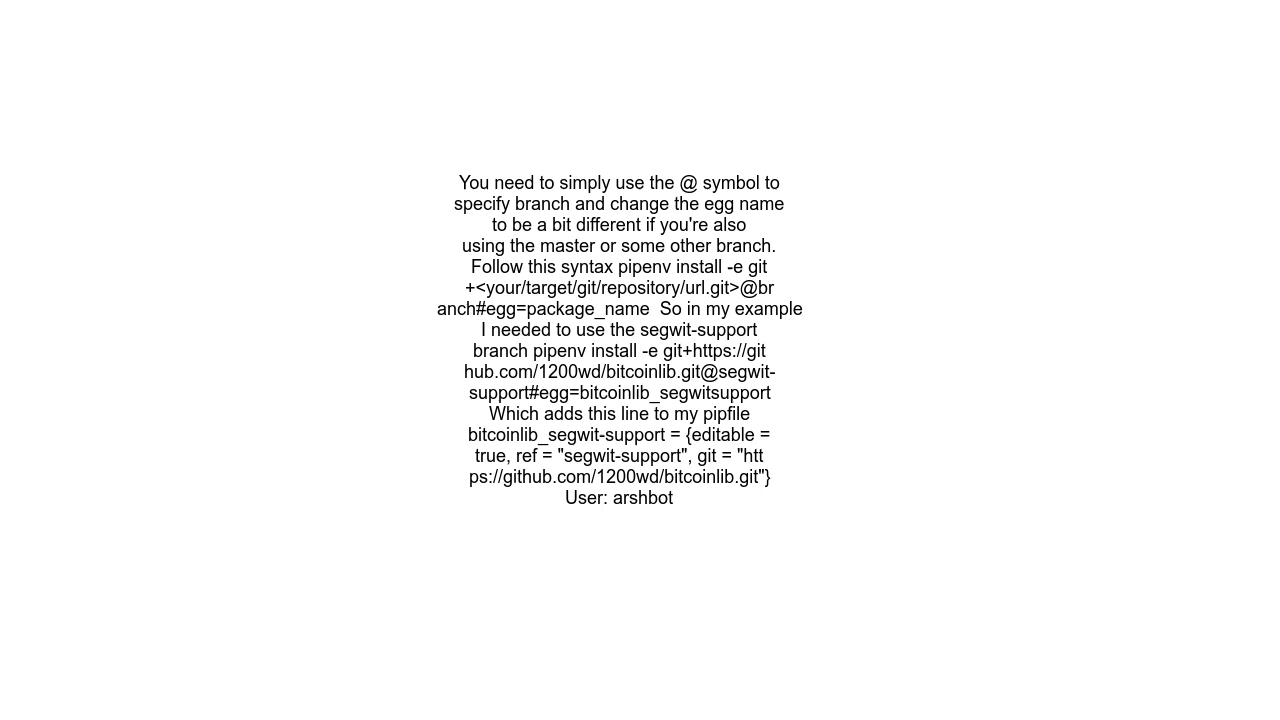 You need to simply use the @ symbol to
specify branch and change the egg name
to be a bit different if you're also
using the master or some other branch.
Follow this syntax pipenv install -e git
+<your/target/git/repository/url.git>@br
anch#egg=package_name  So in my example
I needed to use the segwit-support
branch pipenv install -e git+https://git
hub.com/1200wd/bitcoinlib.git@segwit-
support#egg=bitcoinlib_segwitsupport
Which adds this line to my pipfile
bitcoinlib_segwit-support = {editable =
true, ref = "segwit-support", git = "htt
ps://github.com/1200wd/bitcoinlib.git"}
User: arshbot